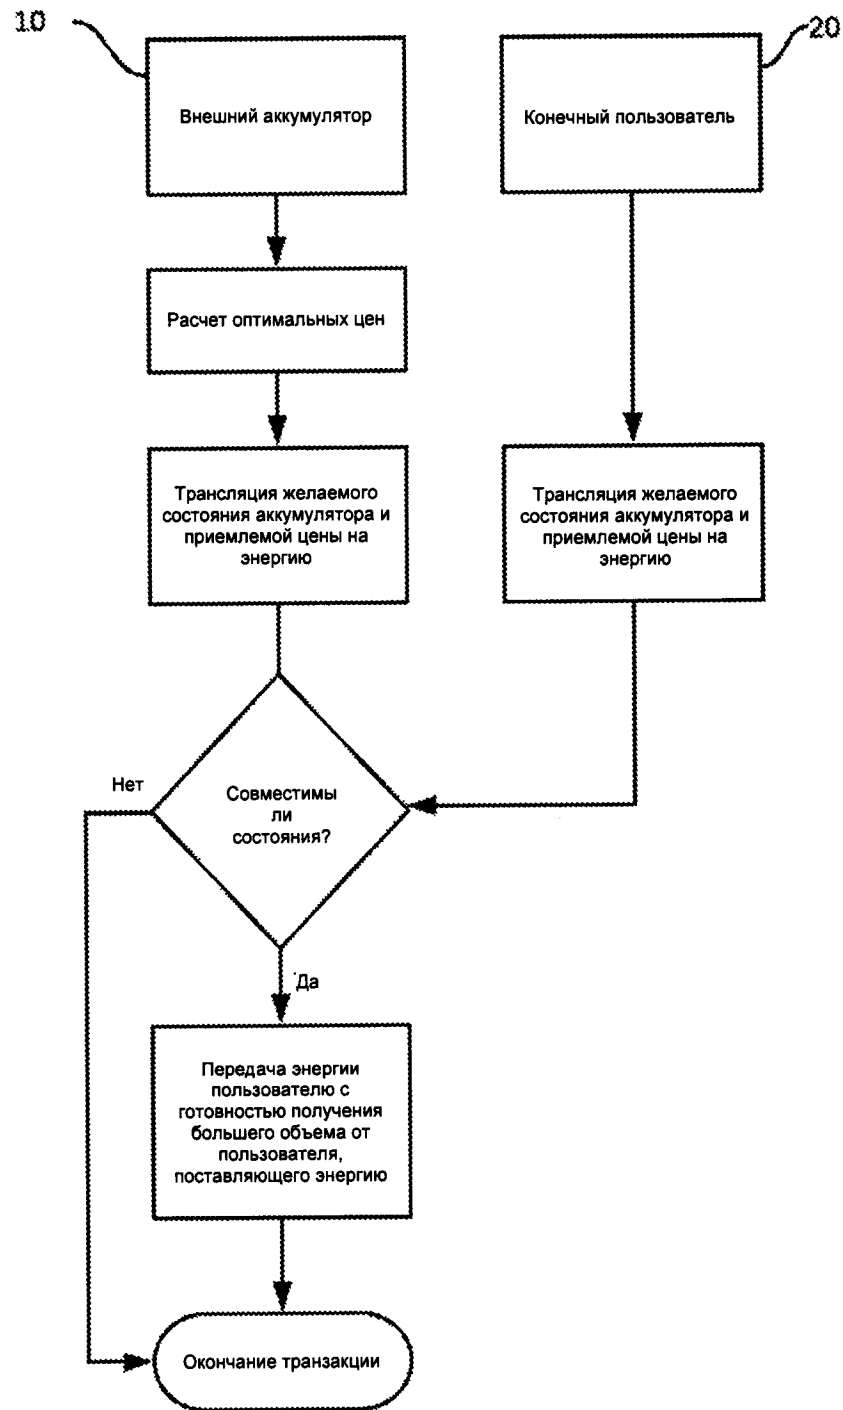 10
20
Внешний аккумулятор
Конечный пользователь
Расчет оптимальных цен
Трансляция желаемого
состояния аккумулятора и
приемлемой цены на
энергию
Трансляция желаемого
состояния аккумулятора и
приемлемой цены на
энергию
Нет
Совместимы
ли
состояния?
Да
Передача энергии
пользователю с
готовностью получения
большего объема от
пользователя,
поставляющего энергию
Окончание транзакции